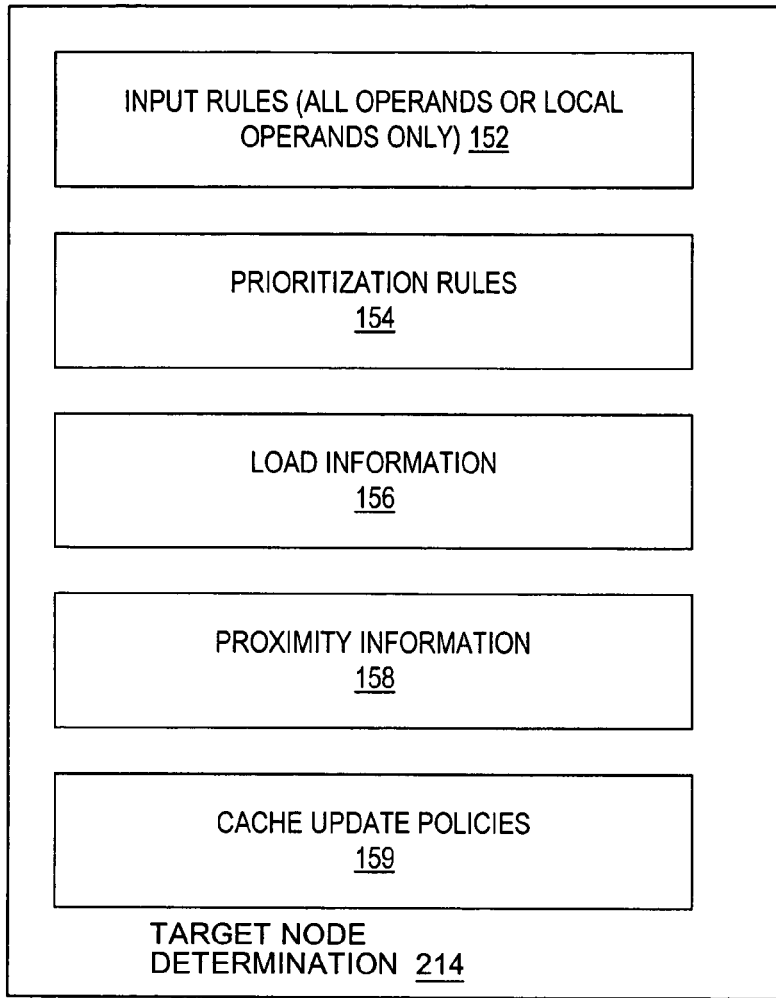 INPUT RULES (ALL OPERANDS OR LOCAL
OPERANDS ONLY) 152
PRIORITIZATION RULES
154
LOAD INFORMATION
156
PROXIMITY INFORMATION
158
CACHE UPDATE POLICIES
159
TARGET NODE
DETERMINATION 214